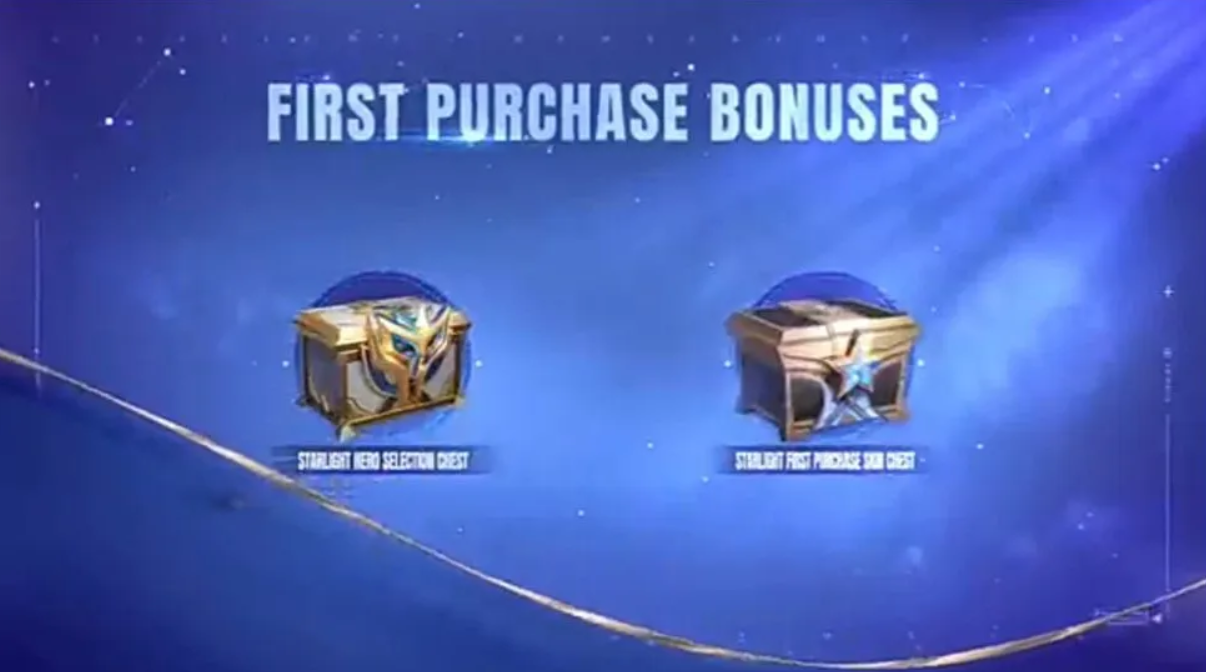 FIRST PURCHASE BONUSES
STARLIGHT HERO SELECTION CHEST
STARLIGHT FIRST PURCHASE SKIN CHEST